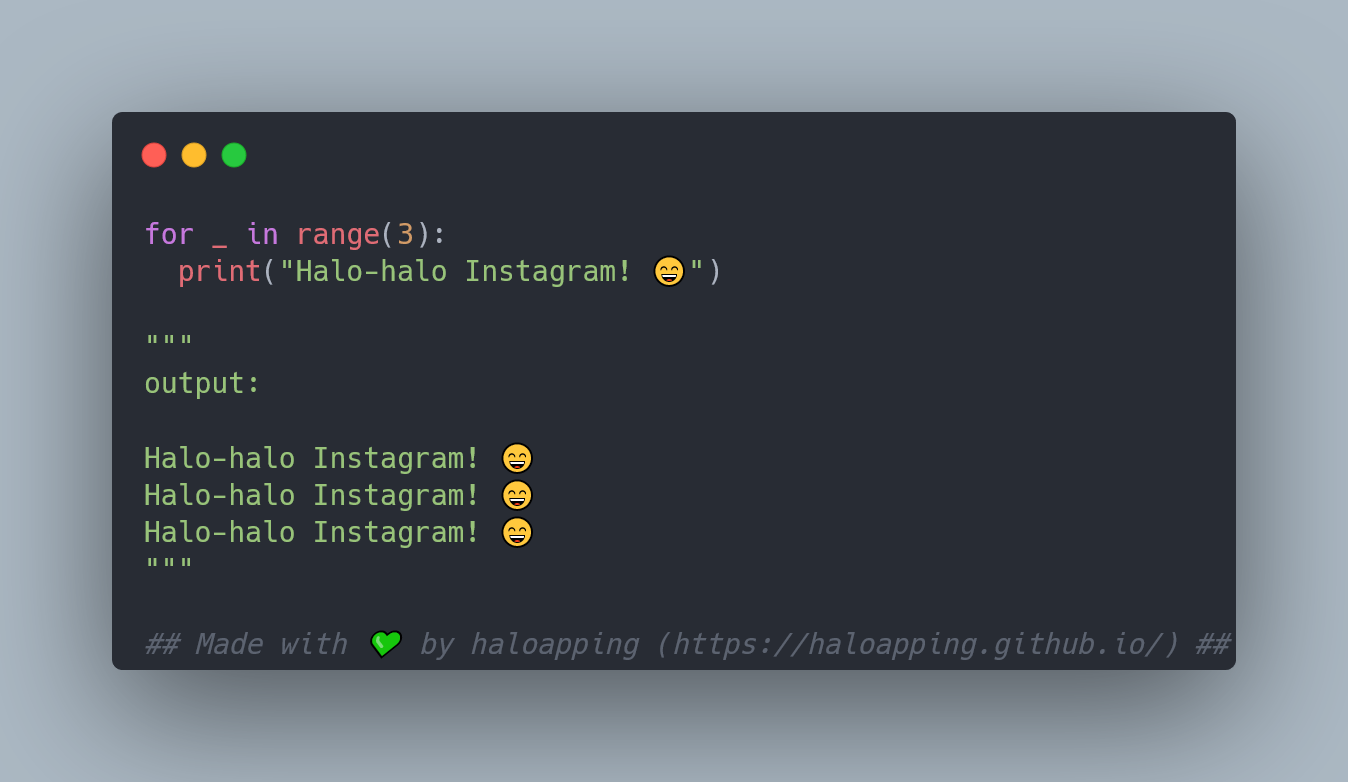 for _ in range(3):
  print("Halo-halo Instagram! 😄")
"""
output:
Halo-halo Instagram! 😄
Halo-halo Instagram! 😄
Halo-halo Instagram! 😄
"""
## Made with 💚 by haloapping (https://haloapping.github.io/) ##